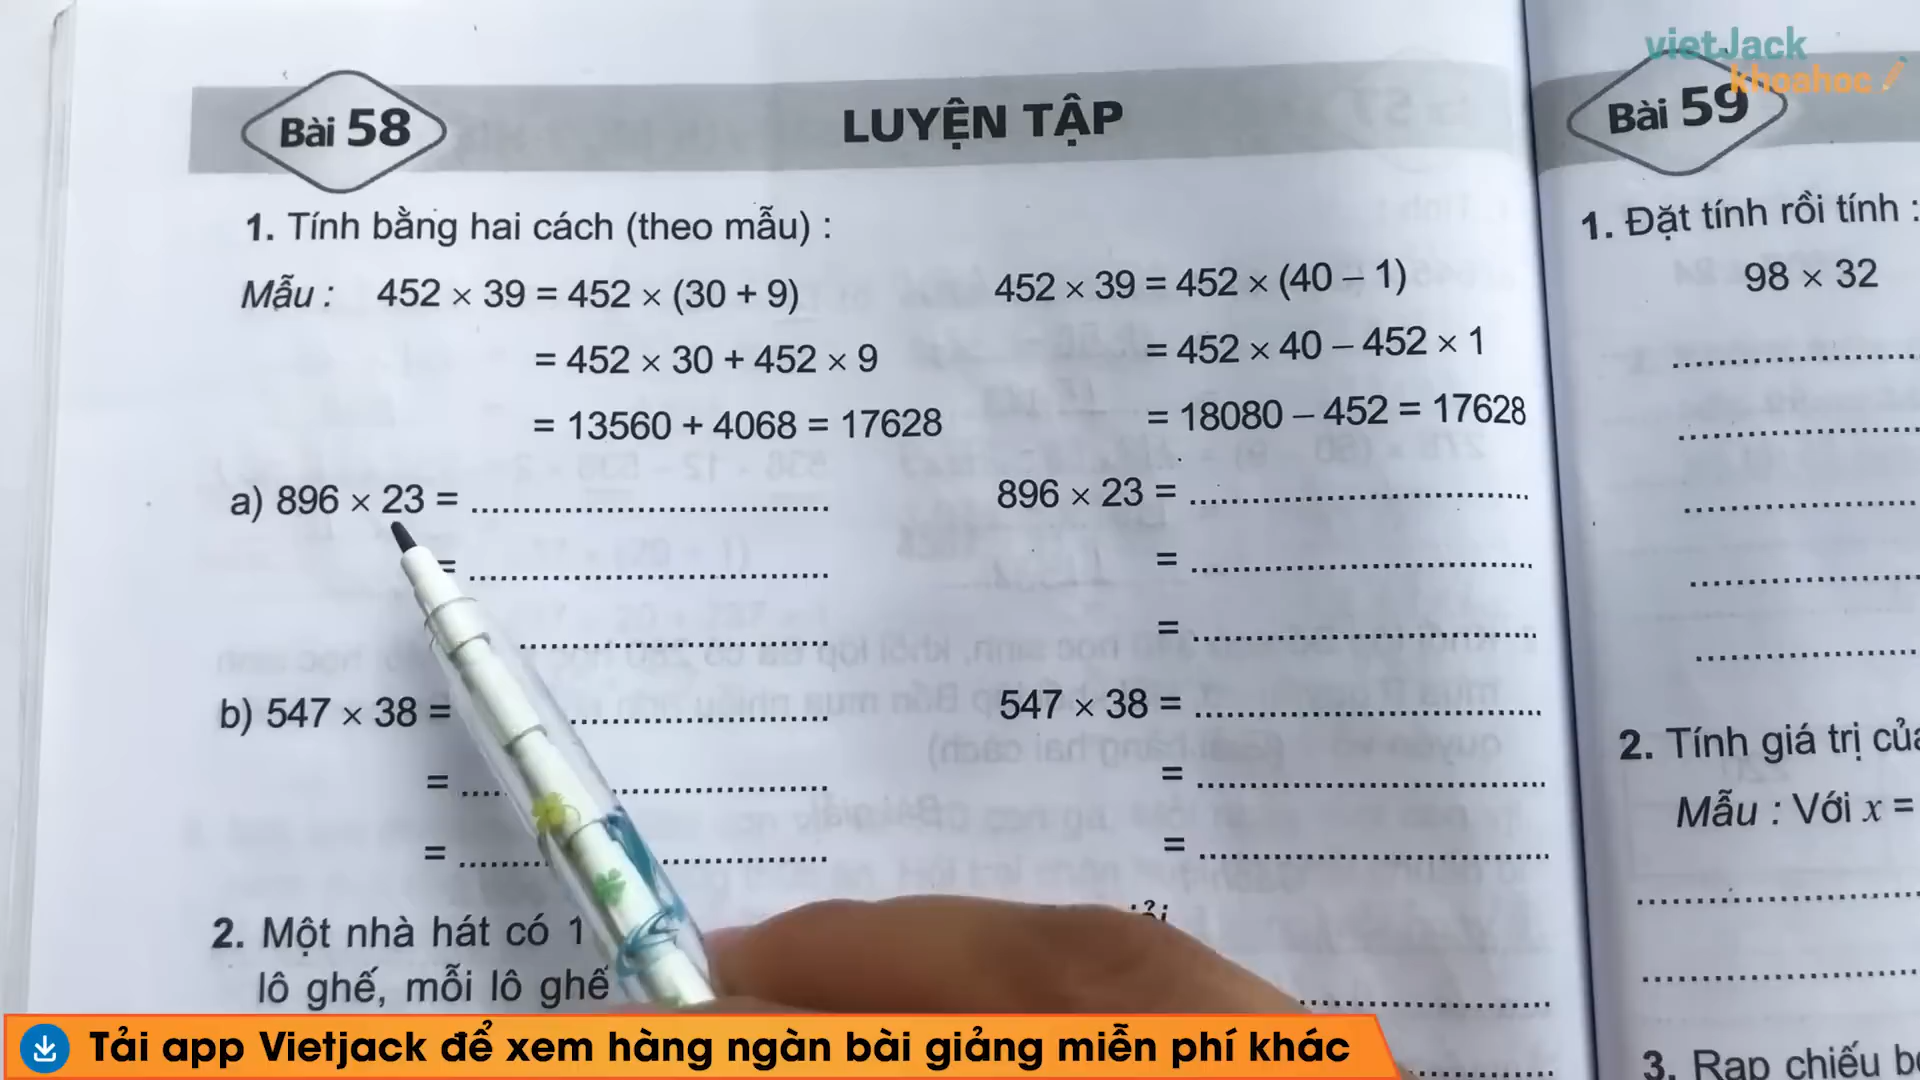 vietJack
khoahoc
Bài 58
LUYỆN TẬP
1. Tính bằng hai cách (theo mẫu) :
Mẫu : 452 × 39 = 452 × (30 + 9)
= 452 × 30 + 452 × 9
= 13560 + 4068 = 17628
452 × 39 = 452 × (40 – 1)
= 452 × 40 – 452 × 1
= 18080 – 452 = 17628
a) 896 × 23 = ....................
= ....................
....................
896 × 23 = ....................
= ....................
= ....................
b) 547 × 38 = ....................
= ....................
= ....................
547 × 38 = ....................
= ....................
= ....................
2. Một nhà hát có 1
lô ghế, mỗi lô ghế
Bài 59
1. Đặt tính rồi tính :
98 × 32
2. Tính giá trị của
Mẫu : Với x =
3. Rạp chiếu
Tải app Vietjack để xem hàng ngàn bài giảng miễn phí khác